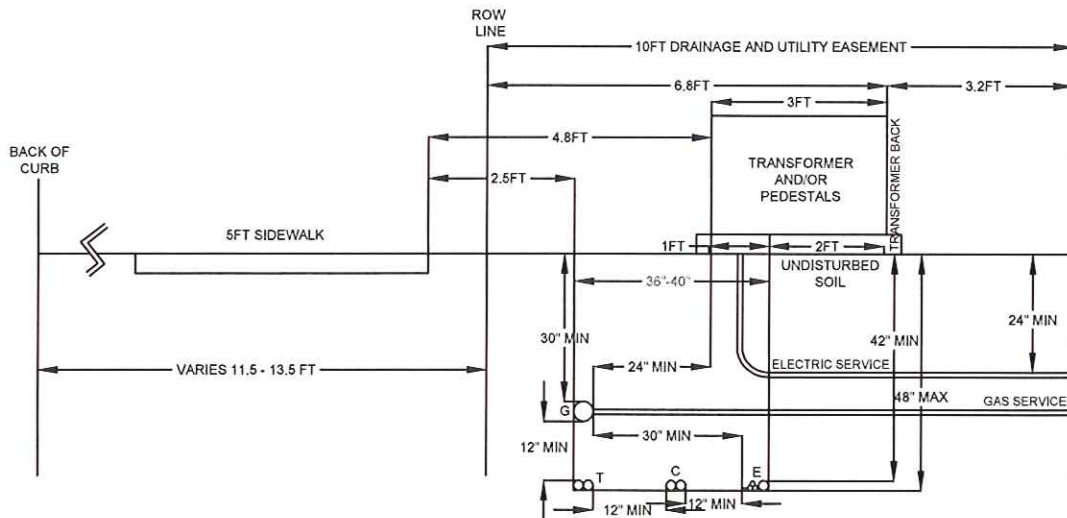 ROW
LINE
10FT DRAINAGE AND UTILITY EASEMENT
6.8FT
3.2FT
3FT
4.8FT
BACK OF
CURB
TRANSFORMER
AND/OR
PEDESTALS
TRANSFORMER BACK
2.5FT
5FT SIDEWALK
1FT
2FT
UNDISTURBED
SOIL
36"-40"
30" MIN
24" MIN
42" MIN
VARIES 11.5 - 13.5 FT
24" MIN
ELECTRIC SERVICE
48" MAX
GAS SERVICE
G
30" MIN
12" MIN
T
C
E
12" MIN
12" MIN